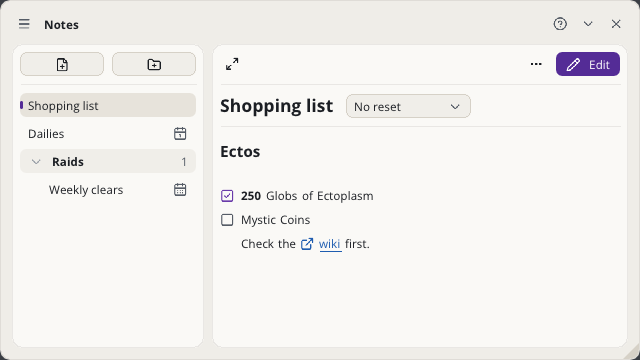 Notes
Shopping list
Dailies
Raids 1
Weekly clears
Edit
Shopping list No reset
Ectos
250 Globs of Ectoplasm
Mystic Coins
Check the wiki first.